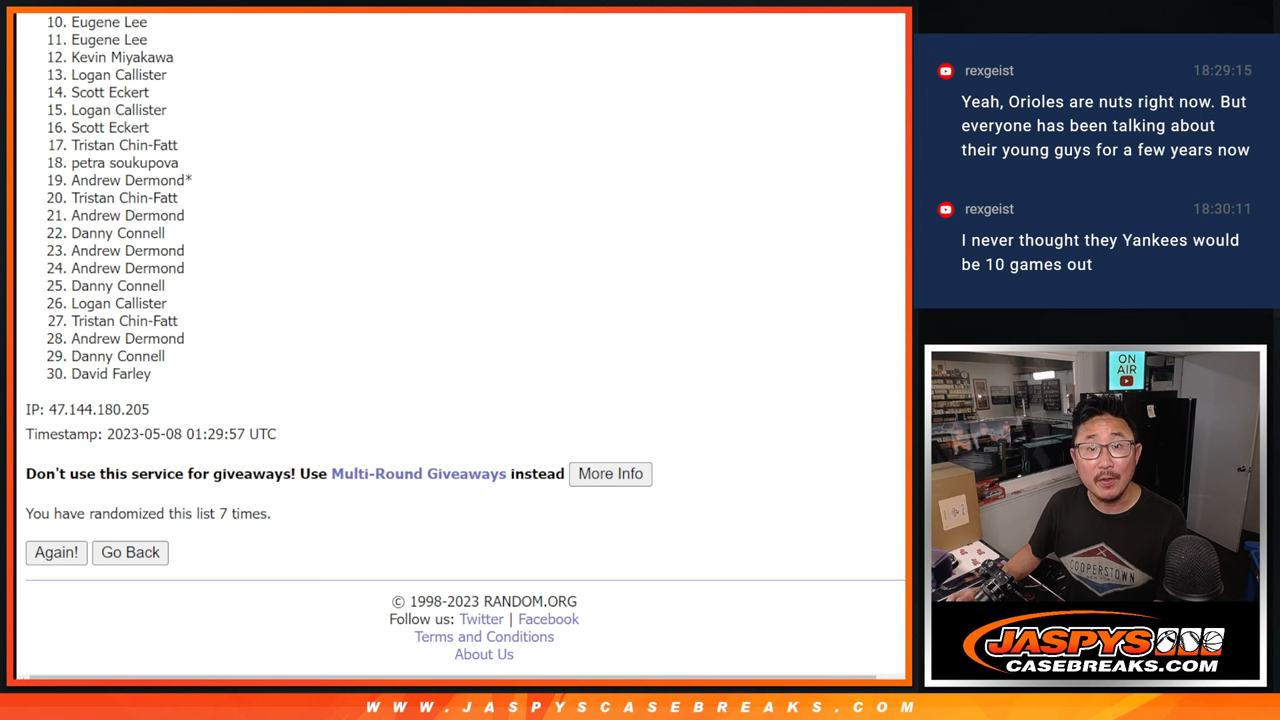 10. Eugene Lee
11. Eugene Lee
12. Kevin Miyakawa
13. Logan Callister
14. Scott Eckert
15. Logan Callister
16. Scott Eckert
17. Tristan Chin-Fatt
18. petra soukupova
19. Andrew Dermond*
20. Tristan Chin-Fatt
21. Andrew Dermond
22. Danny Connell
23. Andrew Dermond
24. Andrew Dermond
25. Danny Connell
26. Logan Callister
27. Tristan Chin-Fatt
28. Andrew Dermond
29. Danny Connell
30. David Farley
IP: 47.144.180.205
Timestamp: 2023-05-08 01:29:57 UTC
Don't use this service for giveaways! Use Multi-Round Giveaways instead More Info
You have randomized this list 7 times.
Again! Go Back
© 1998-2023 RANDOM.ORG
Follow us: Twitter | Facebook
Terms and Conditions
About Us
rexgeist 18:29:15
Yeah, Orioles are nuts right now. But
everyone has been talking about
their young guys for a few years now
rexgeist 18:30:11
I never thought they Yankees would
be 10 games out
ON
AIR
COOPERSTOWN
JASPYS
CASEBREAKS.COM
WWW.JASPYSCASEBREAKS.COM